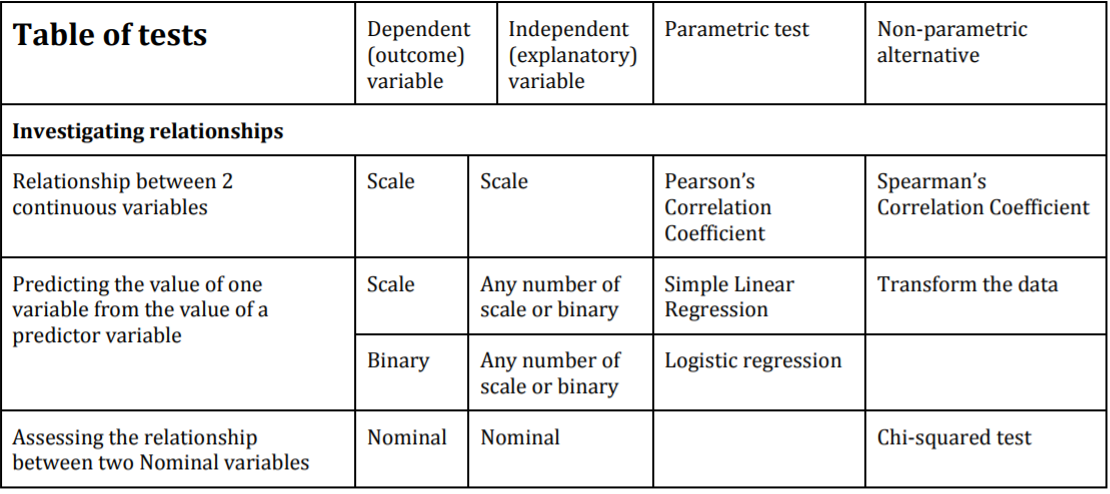 Table of tests
Dependent
(outcome)
variable
Independent
(explanatory)
variable
Parametric test
Non-parametric
alternative
Investigating relationships
Relationship between 2
continuous variables
Scale
Scale
Pearson’s
Correlation
Coefficient
Spearman’s
Correlation Coefficient
Predicting the value of one
variable from the value of a
predictor variable
Scale
Any number of
scale or binary
Simple Linear
Regression
Transform the data
Binary
Any number of
scale or binary
Logistic regression
Assessing the relationship
between two Nominal variables
Nominal
Nominal
Chi-squared test